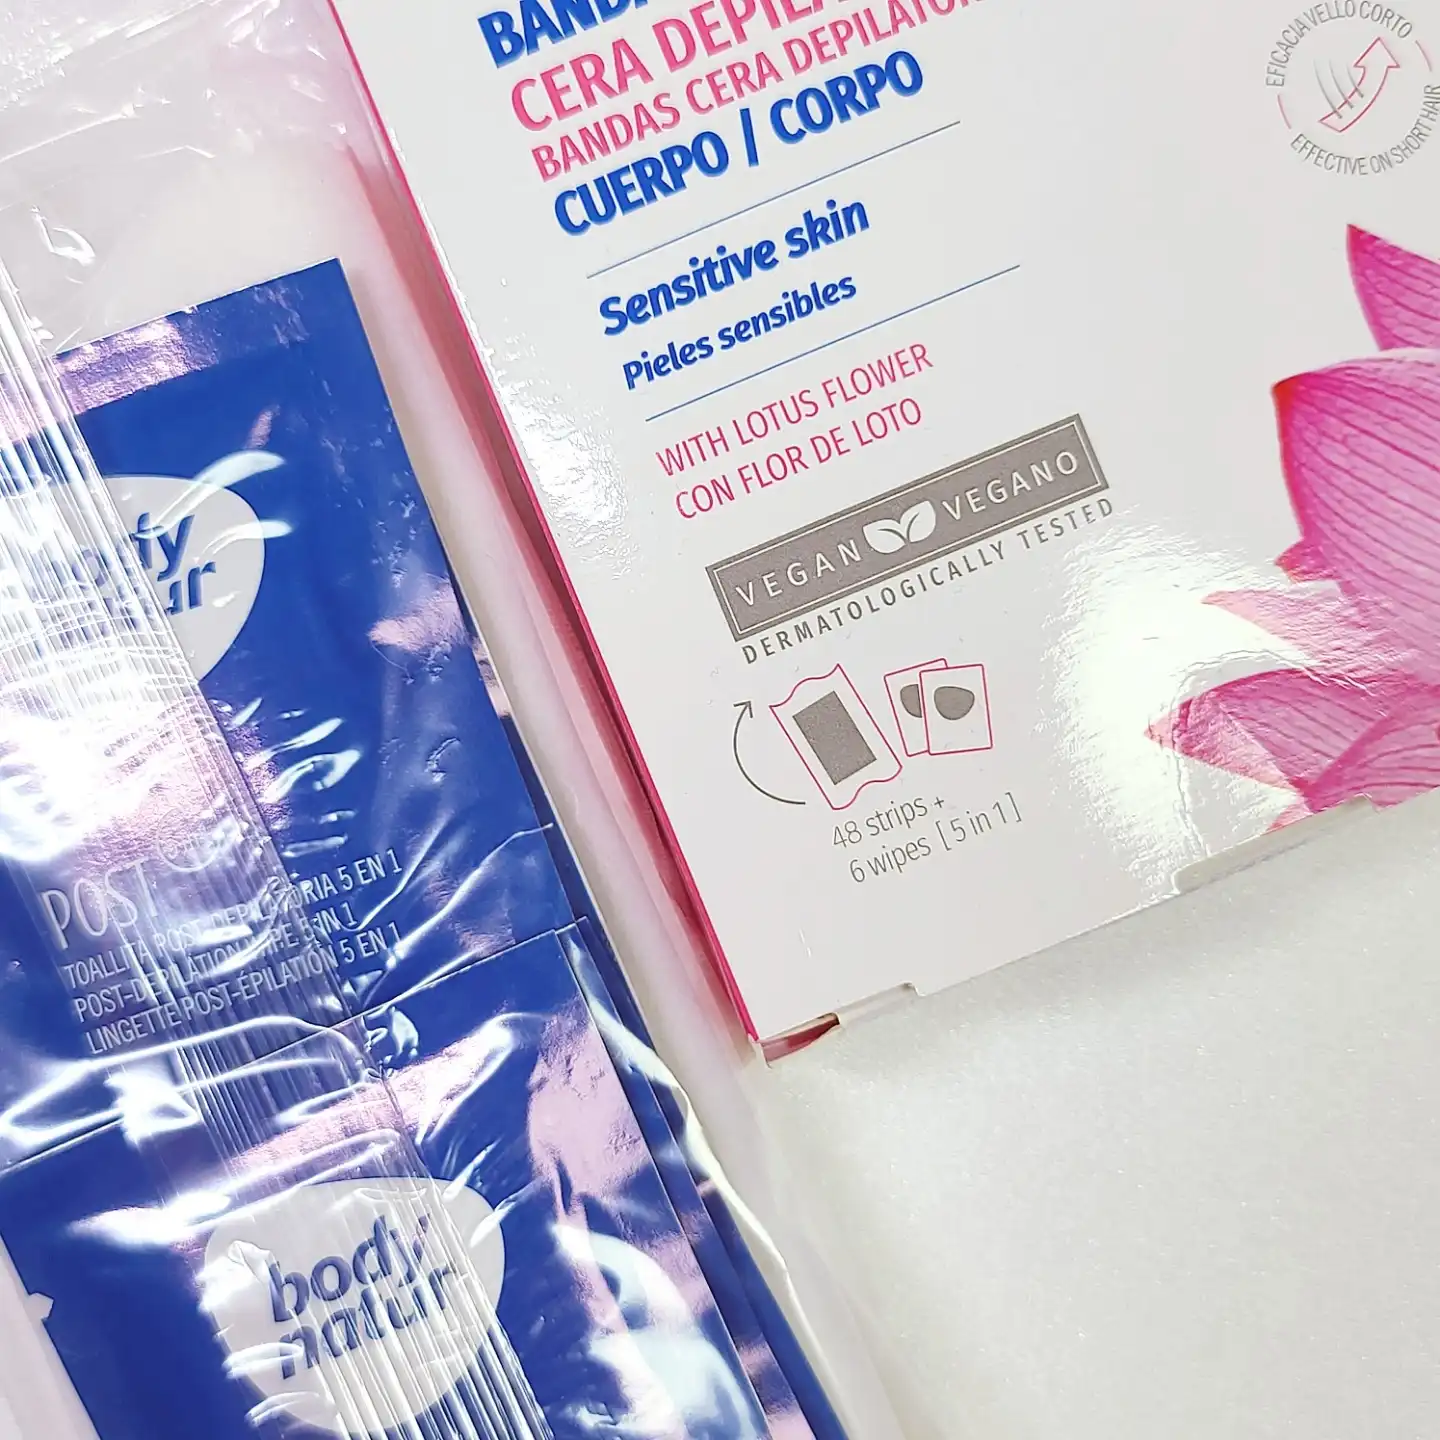 CERA
BANDAS CERA
CUERPO / CORPO
Sensitive skin
Pieles sensibles
WITH LOTUS FLOWER
CON FLOR DE LOTO
VEGAN VEGANO
DERMATOLOGICALLY TESTED
48 strips +
6 wipes [5 in 1]
EFICACIA VELLO CORTO
EFFECTIVE ON SHORT HAIR
POST
TOALLITA POST-DEPILATORIA 5 EN 1
POST-DEPILATION WIPE 5 IN 1
LINGETTE POST-ÉPILATION 5 EN 1
body
natur